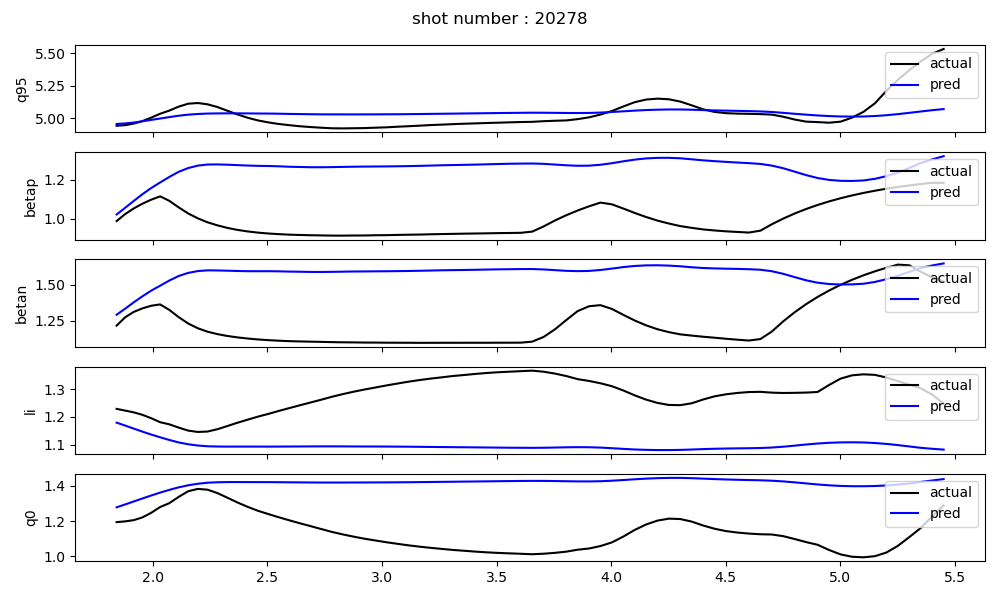 shot number : 20278
5.50
5.25
5.00
q95
actual
pred
1.2
1.0
betap
actual
pred
1.50
1.25
betan
actual
pred
1.3
1.2
1.1
li
actual
pred
1.4
1.2
1.0
q0
actual
pred
2.0 2.5 3.0 3.5 4.0 4.5 5.0 5.5